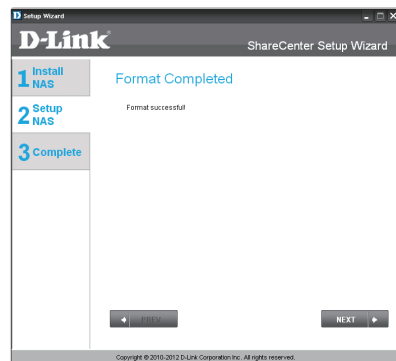 Setup Wizard
D-Link
ShareCenter Setup Wizard
1 Install NAS
2 Setup NAS
3 Complete
Format Completed
Format successful!
PREV
NEXT
Copyright © 2010-2012 D-Link Corporation Inc. All rights reserved.